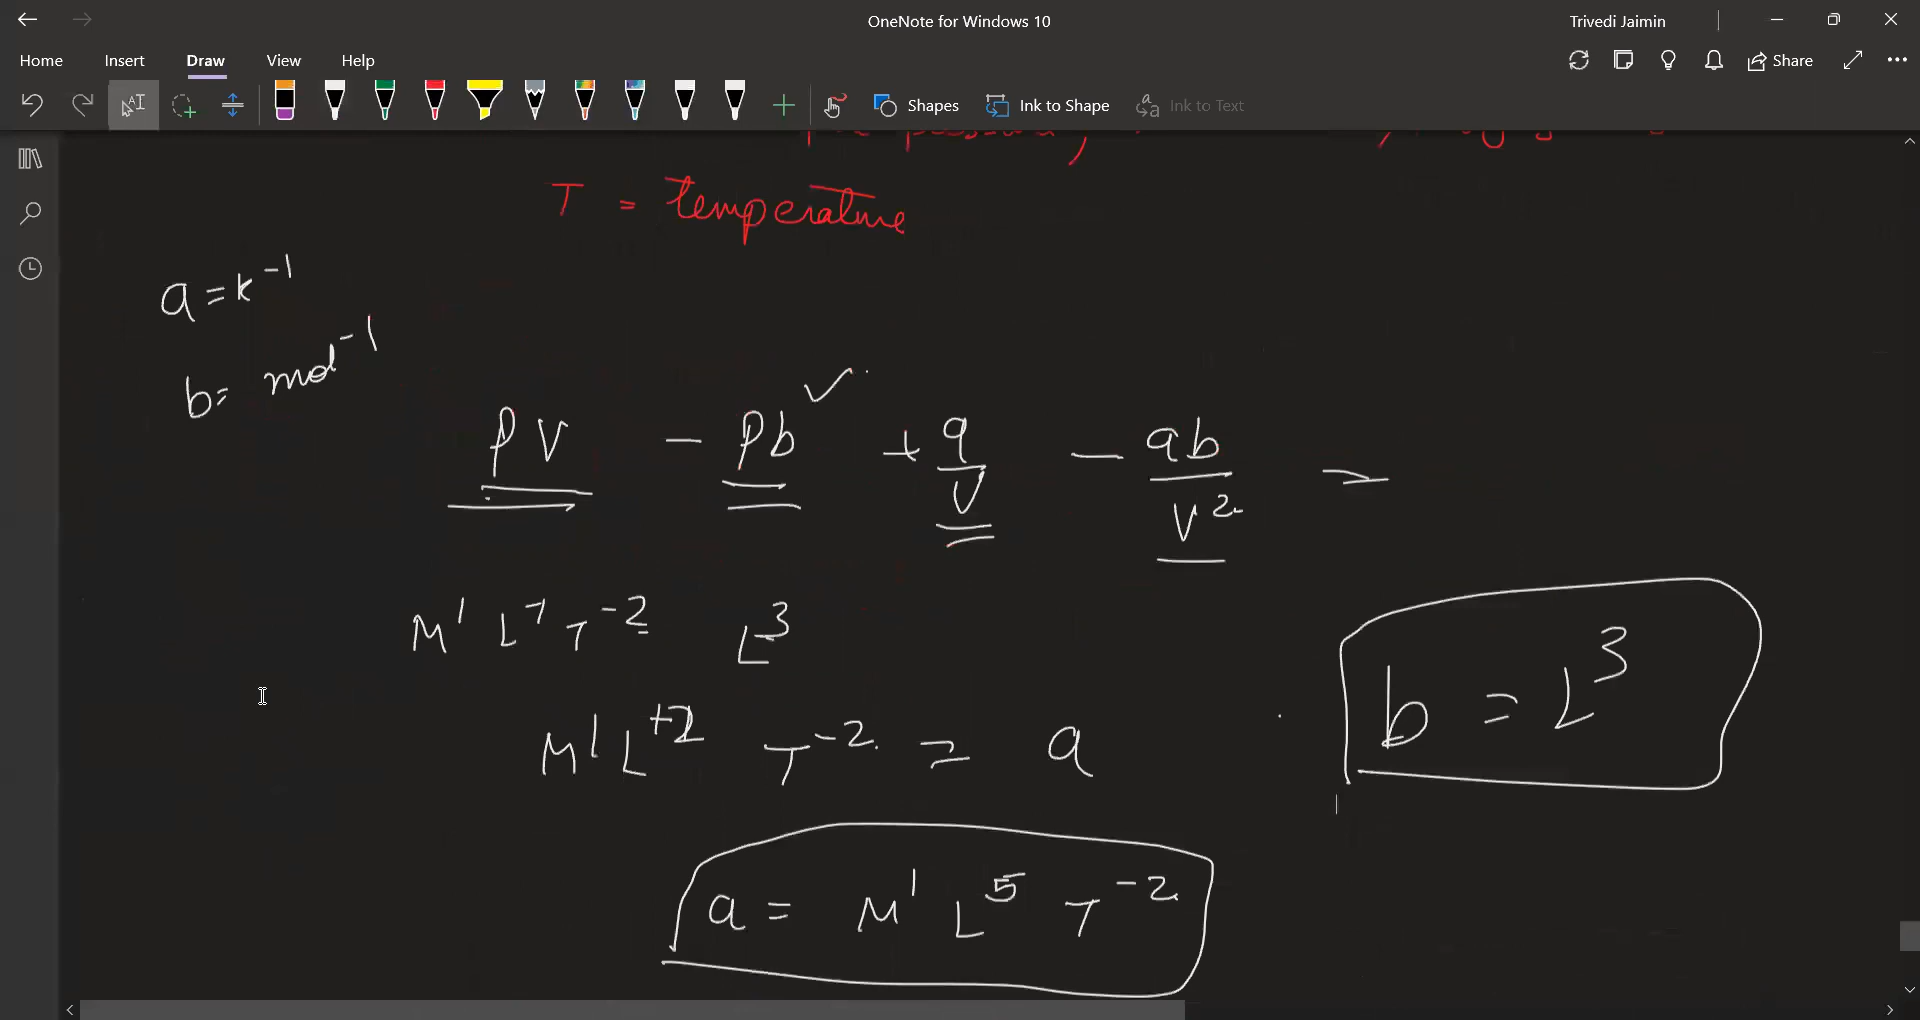 OneNote for Windows 10
Trivedi Jaimin
Home Insert Draw View Help
Share
Shapes Ink to Shape Ink to Text
T = temperature
a = k⁻¹
b = mol⁻¹
PV − Pb ✓ + a/V − ab/V² =
M¹ L⁻¹ T⁻² L³
M¹ L⁺² T⁻² = a
b = L³
a = M¹ L⁵ T⁻²